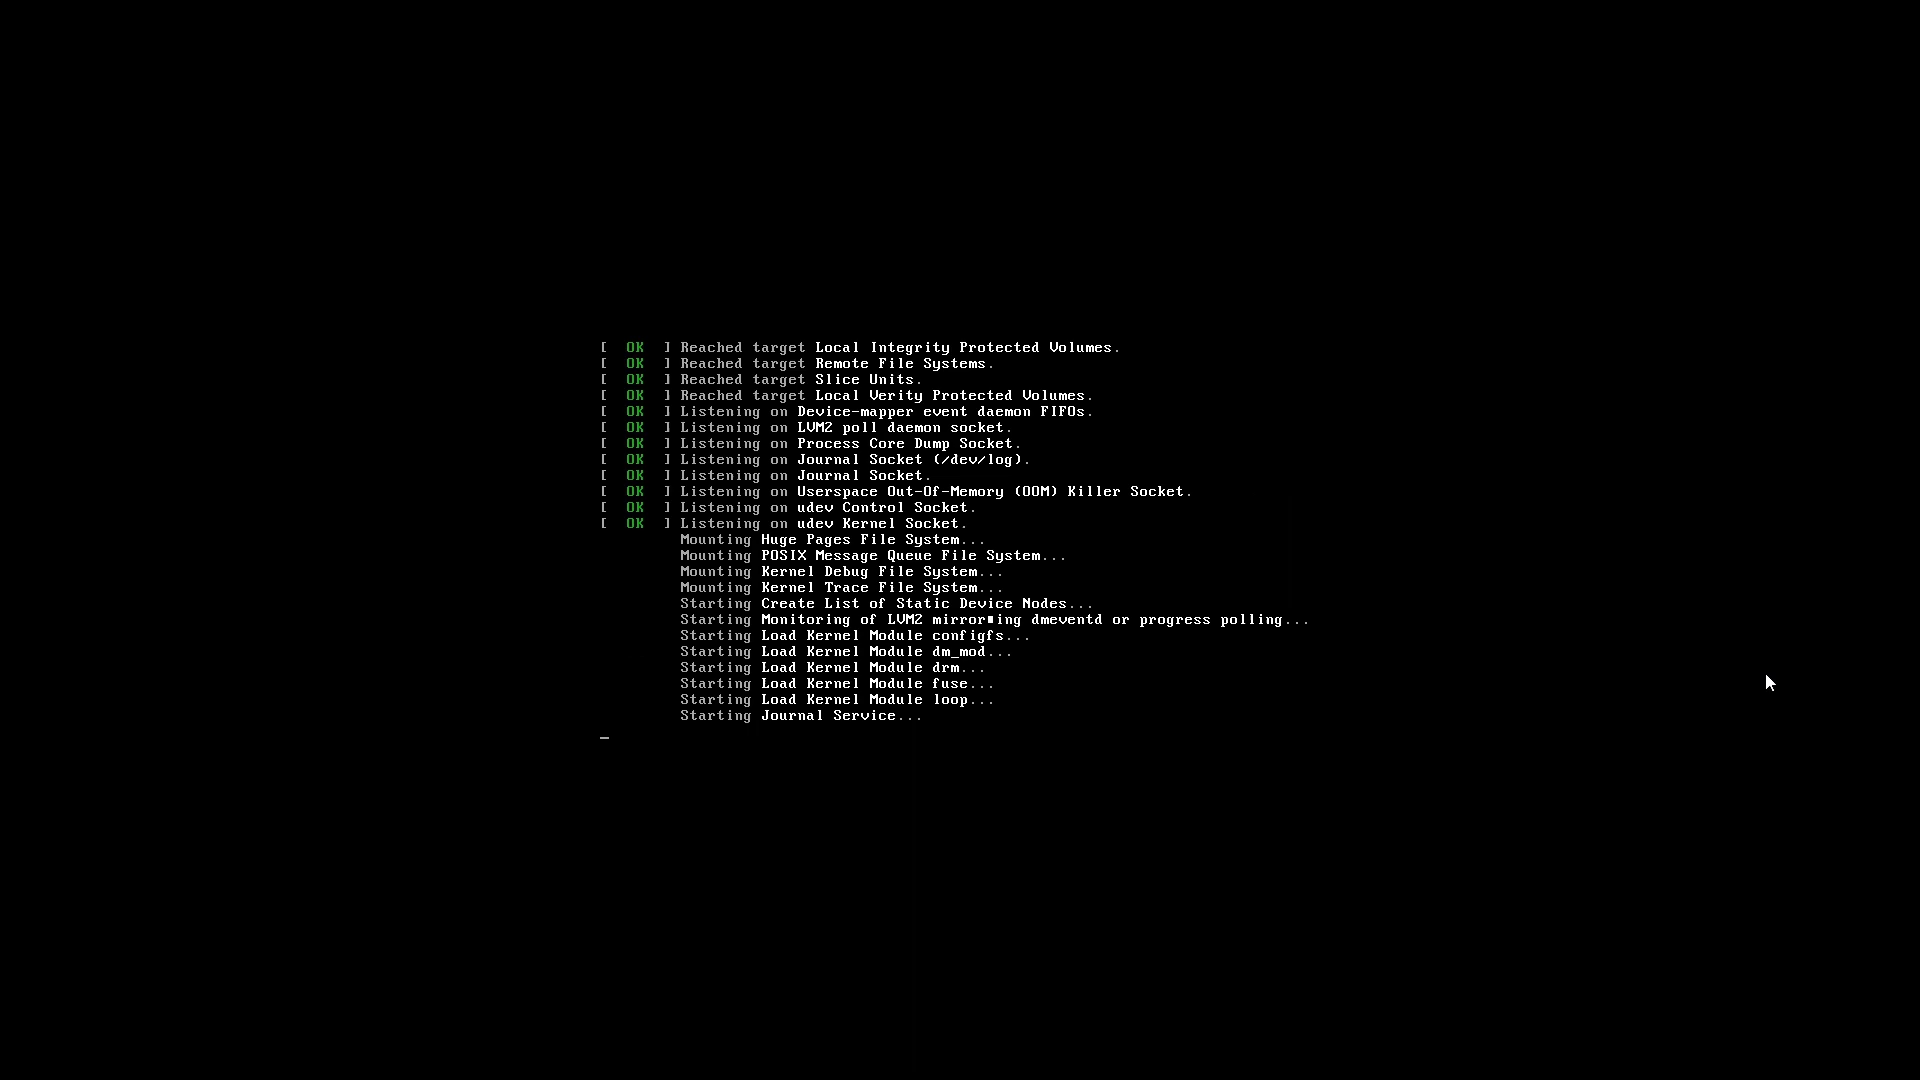 [  OK  ] Reached target Local Integrity Protected Volumes.
[  OK  ] Reached target Remote File Systems.
[  OK  ] Reached target Slice Units.
[  OK  ] Reached target Local Verity Protected Volumes.
[  OK  ] Listening on Device-mapper event daemon FIFOs.
[  OK  ] Listening on LVM2 poll daemon socket.
[  OK  ] Listening on Process Core Dump Socket.
[  OK  ] Listening on Journal Socket (/dev/log).
[  OK  ] Listening on Journal Socket.
[  OK  ] Listening on Userspace Out-Of-Memory (OOM) Killer Socket.
[  OK  ] Listening on udev Control Socket.
[  OK  ] Listening on udev Kernel Socket.
         Mounting Huge Pages File System...
         Mounting POSIX Message Queue File System...
         Mounting Kernel Debug File System...
         Mounting Kernel Trace File System...
         Starting Create List of Static Device Nodes...
         Starting Monitoring of LVM2 mirror■ing dmeventd or progress polling...
         Starting Load Kernel Module configfs...
         Starting Load Kernel Module dm_mod...
         Starting Load Kernel Module drm...
         Starting Load Kernel Module fuse...
         Starting Load Kernel Module loop...
         Starting Journal Service...